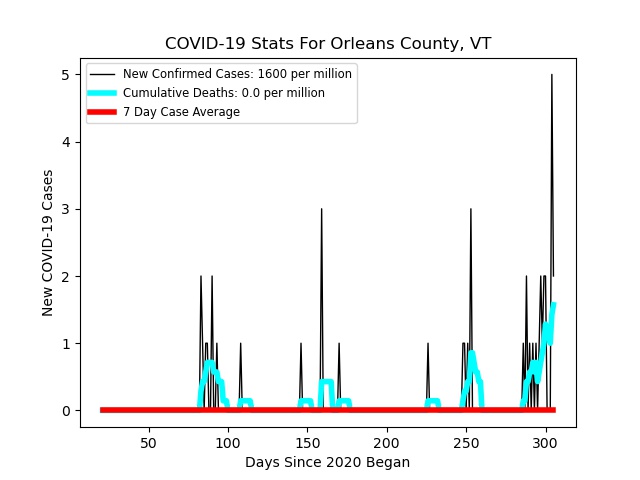 COVID-19 Stats For Orleans County, VT
New Confirmed Cases: 1600 per million
Cumulative Deaths: 0.0 per million
7 Day Case Average
New COVID-19 Cases
5
4
3
2
1
0
50 100 150 200 250 300
Days Since 2020 Began